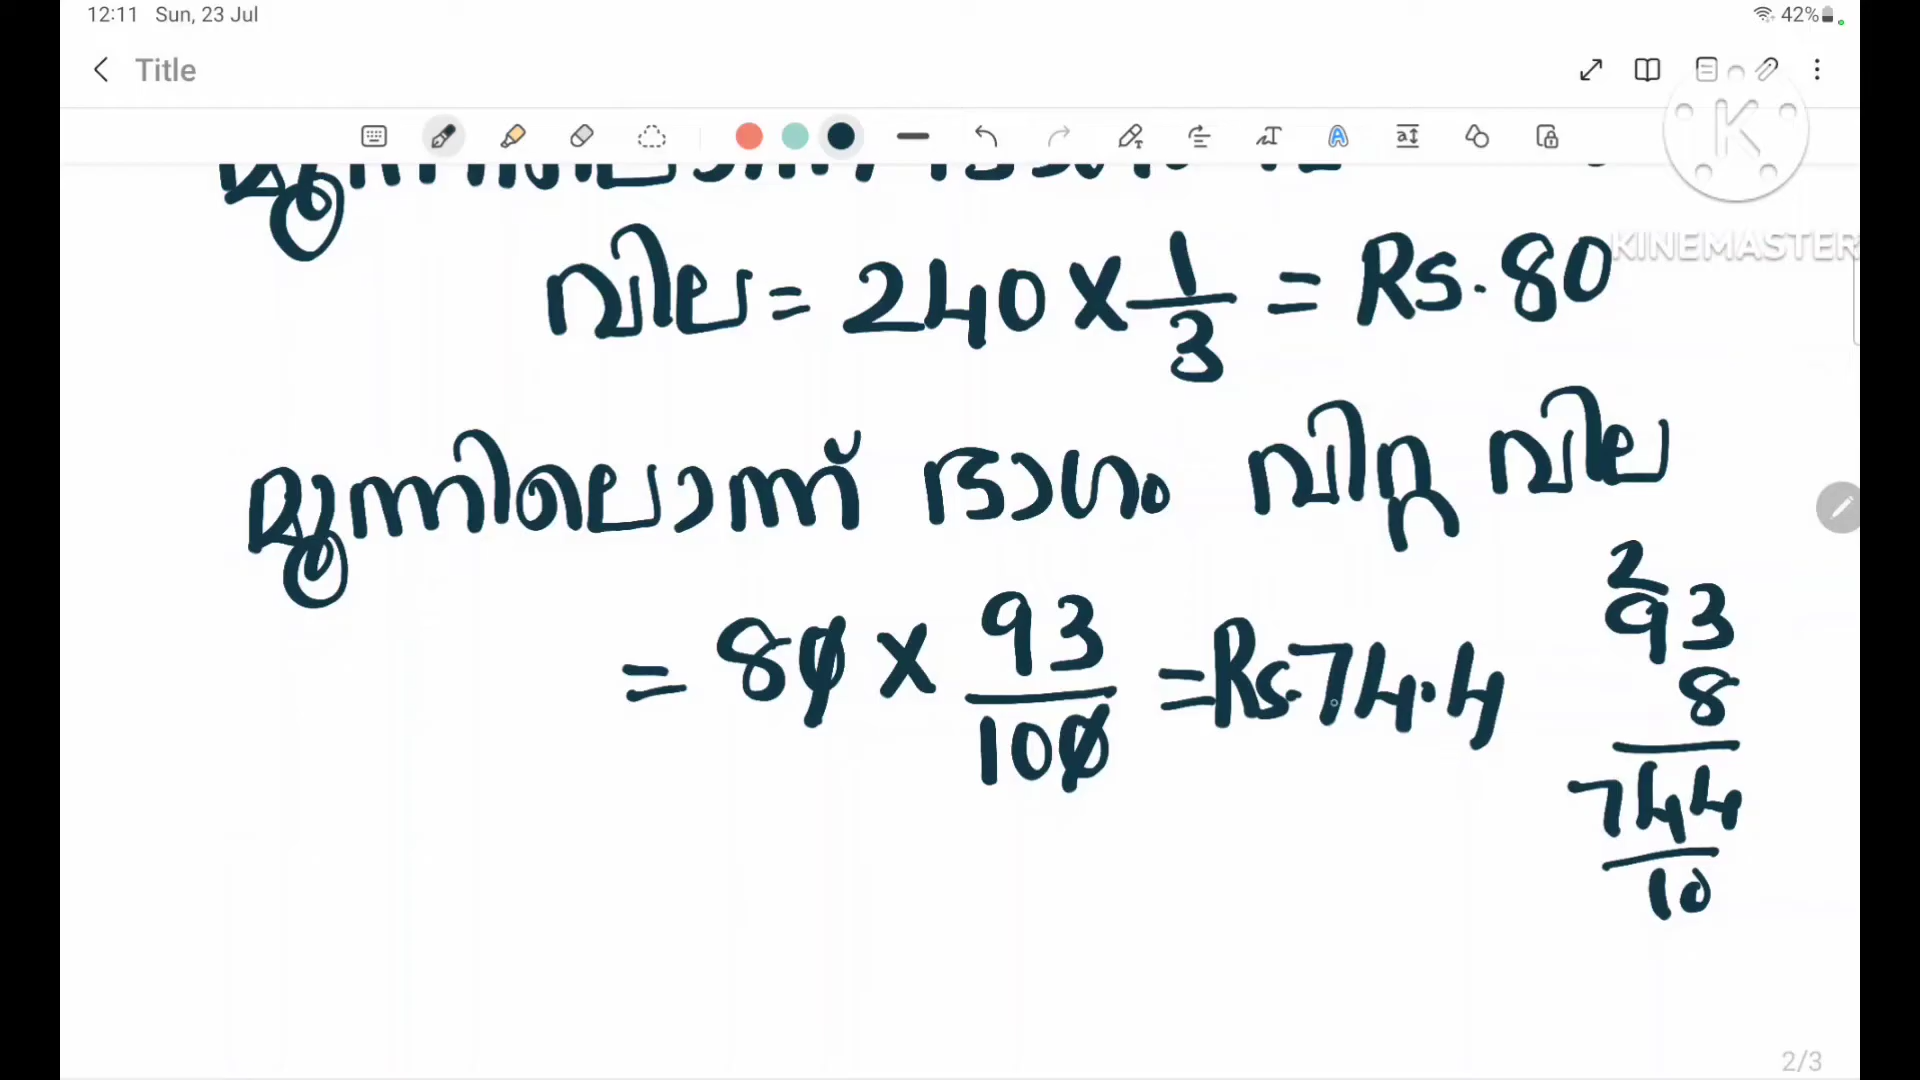 12:11 Sun, 23 Jul 42%
Title
KINEMASTER
വില = 240 × 1/3 = Rs. 80
മൂന്നിലൊന്ന് ഭാഗം വിറ്റ വില
= 80 × 93/100 = Rs. 74.4
2
93
8
744
10
2/3